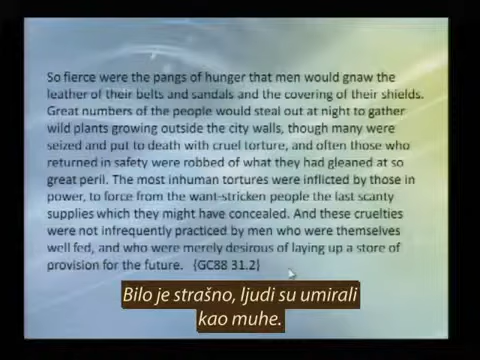 So fierce were the pangs of hunger that men would gnaw the
leather of their belts and sandals and the covering of their shields.
Great numbers of the people would steal out at night to gather
wild plants growing outside the city walls, though many were
seized and put to death with cruel torture, and often those who
returned in safety were robbed of what they had gleaned at so
great peril. The most inhuman tortures were inflicted by those in
power, to force from the want-stricken people the last scanty
supplies which they might have concealed. And these cruelties
were not infrequently practiced by men who were themselves
well fed, and who were merely desirous of laying up a store of
provision for the future. {GC88 31.2}
Bilo je strašno, ljudi su umirali
kao muhe.